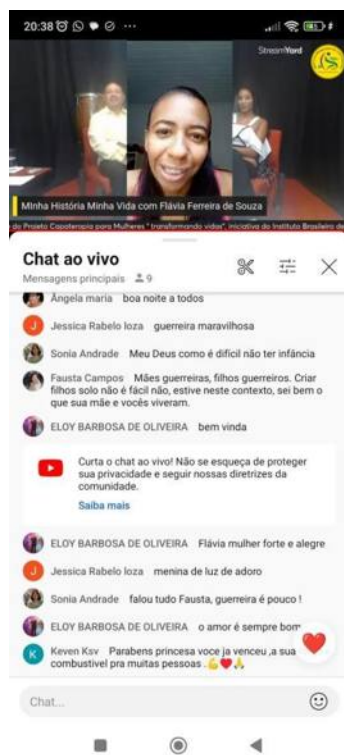 20:38
StreamYard
Minha História Minha Vida com Flávia Ferreira de Souza
do Projeto Capoterapia para Mulheres " transformando vidas", iniciativa do Instituto Brasileiro de
Chat ao vivo
Mensagens principais 9
Ângela maria boa noite a todos
J Jessica Rabelo loza guerreira maravilhosa
Sonia Andrade Meu Deus como é difícil não ter infância
Fausta Campos Mães guerreiras, filhos guerreiros. Criar
filhos solo não é fácil não, estive neste contexto, sei bem o
que sua mãe e vocês viveram.
ELOY BARBOSA DE OLIVEIRA bem vinda
Curta o chat ao vivo! Não se esqueça de proteger
sua privacidade e seguir nossas diretrizes da
comunidade.
Saiba mais
ELOY BARBOSA DE OLIVEIRA Flávia mulher forte e alegre
J Jessica Rabelo loza menina de luz de adoro
Sonia Andrade falou tudo Fausta, guerreira é pouco !
ELOY BARBOSA DE OLIVEIRA o amor é sempre bom
K Keven Ksv Parabens princesa voce ja venceu ,a sua
combustivel pra muitas pessoas .💪❤️🙏
Chat...